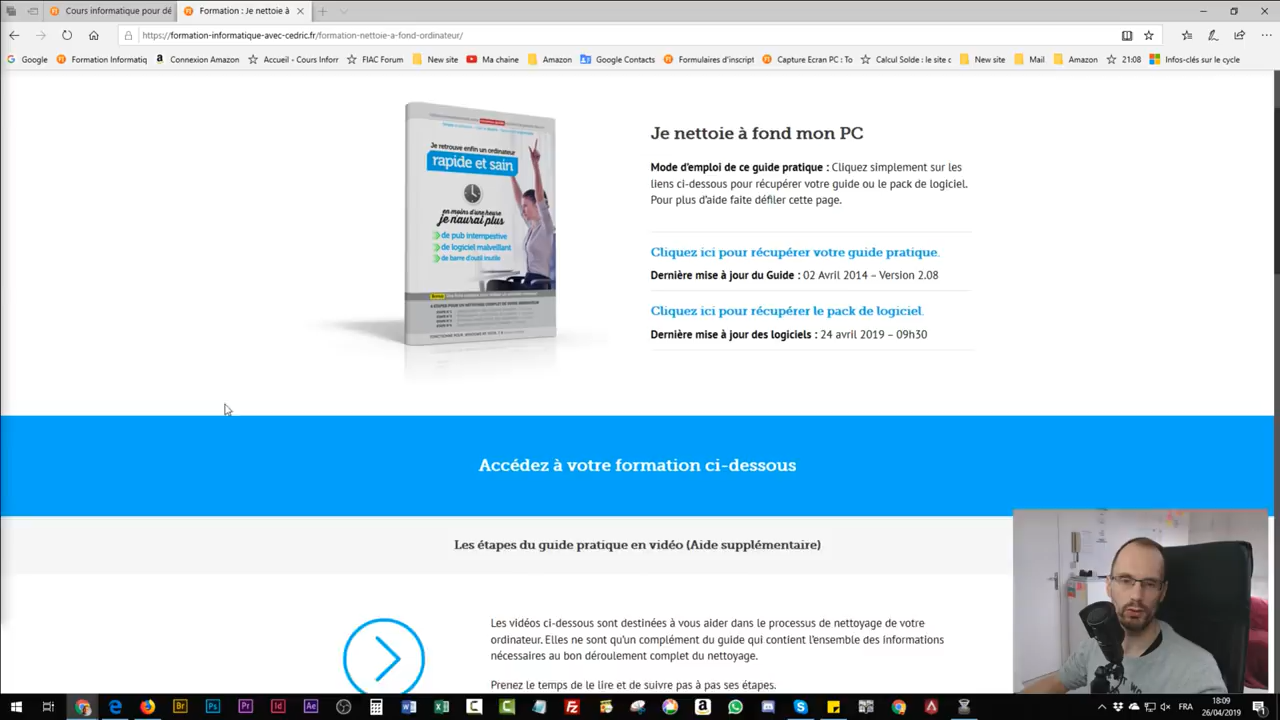 Cours informatique pour dé
Formation : Je nettoie à
https://formation-informatique-avec-cedric.fr/formation-nettoie-a-fond-ordinateur/
Google
Formation Informatiq
Connexion Amazon
Accueil - Cours Inforr
FIAC Forum
New site
Ma chaine
Amazon
Google Contacts
Formulaires d'inscript
Capture Ecran PC : To
Calcul Solde : le site c
New site
Mail
Amazon
21:08
Infos-clés sur le cycle
Je retrouve enfin un ordinateur
rapide et sain
en moins d'une heure
je n'aurai plus
de pub intempestive
de logiciel malveillant
de barre d'outil inutile
Je nettoie à fond mon PC
Mode d'emploi de ce guide pratique : Cliquez simplement sur les
liens ci-dessous pour récupérer votre guide ou le pack de logiciel.
Pour plus d'aide faite défiler cette page.
Cliquez ici pour récupérer votre guide pratique.
Dernière mise à jour du Guide : 02 Avril 2014 – Version 2.08
Cliquez ici pour récupérer le pack de logiciel.
Dernière mise à jour des logiciels : 24 avril 2019 – 09h30
Accédez à votre formation ci-dessous
Les étapes du guide pratique en vidéo (Aide supplémentaire)
Les vidéos ci-dessous sont destinées à vous aider dans le processus de nettoyage de votre
ordinateur. Elles ne sont qu'un complément du guide qui contient l'ensemble des informations
nécessaires au bon déroulement complet du nettoyage.
Prenez le temps de le lire et de suivre pas à pas ses étapes.
Br
Ps
Pr
Id
Ae
FRA
18:09
26/04/2019